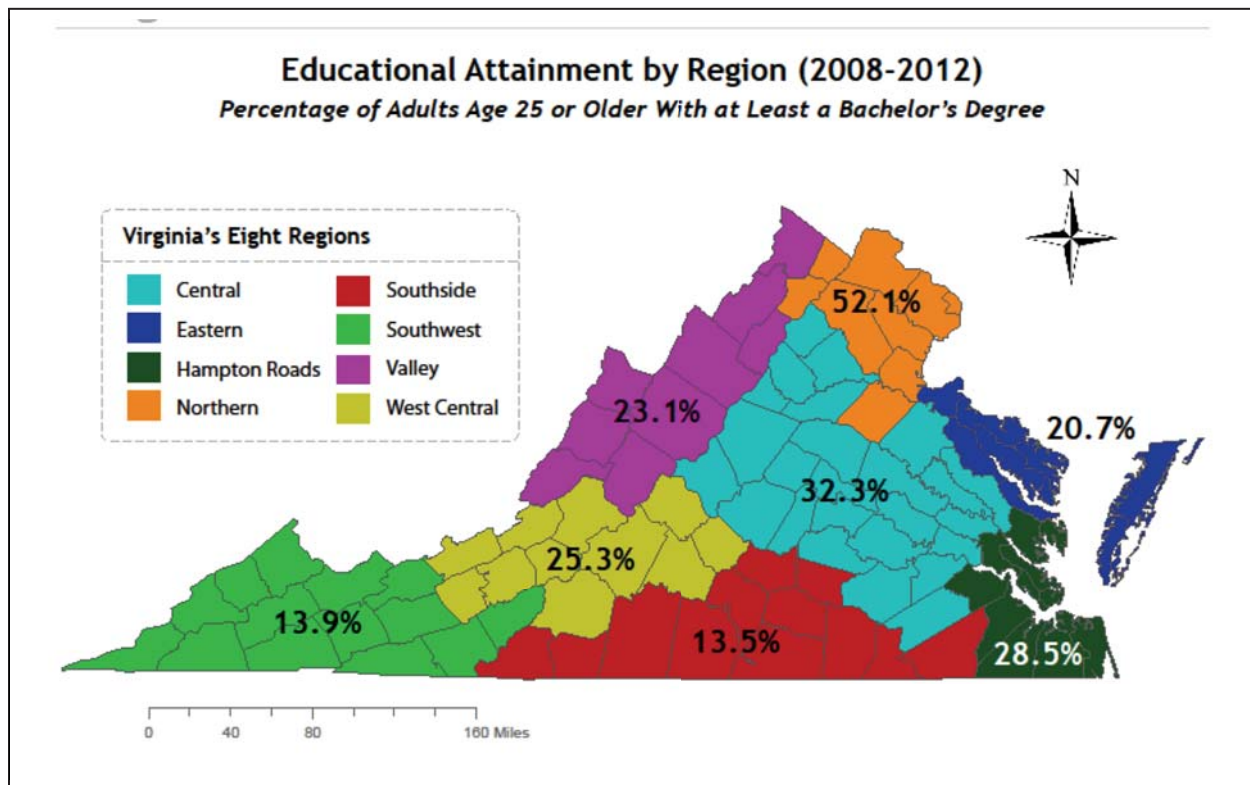 Educational Attainment by Region (2008-2012)
Percentage of Adults Age 25 or Older With at Least a Bachelor's Degree
N
Virginia's Eight Regions
Central
Southside
Eastern
Southwest
Hampton Roads
Valley
Northern
West Central
52.1%
23.1%
20.7%
32.3%
25.3%
13.9%
13.5%
28.5%
0 40 80 160 Miles